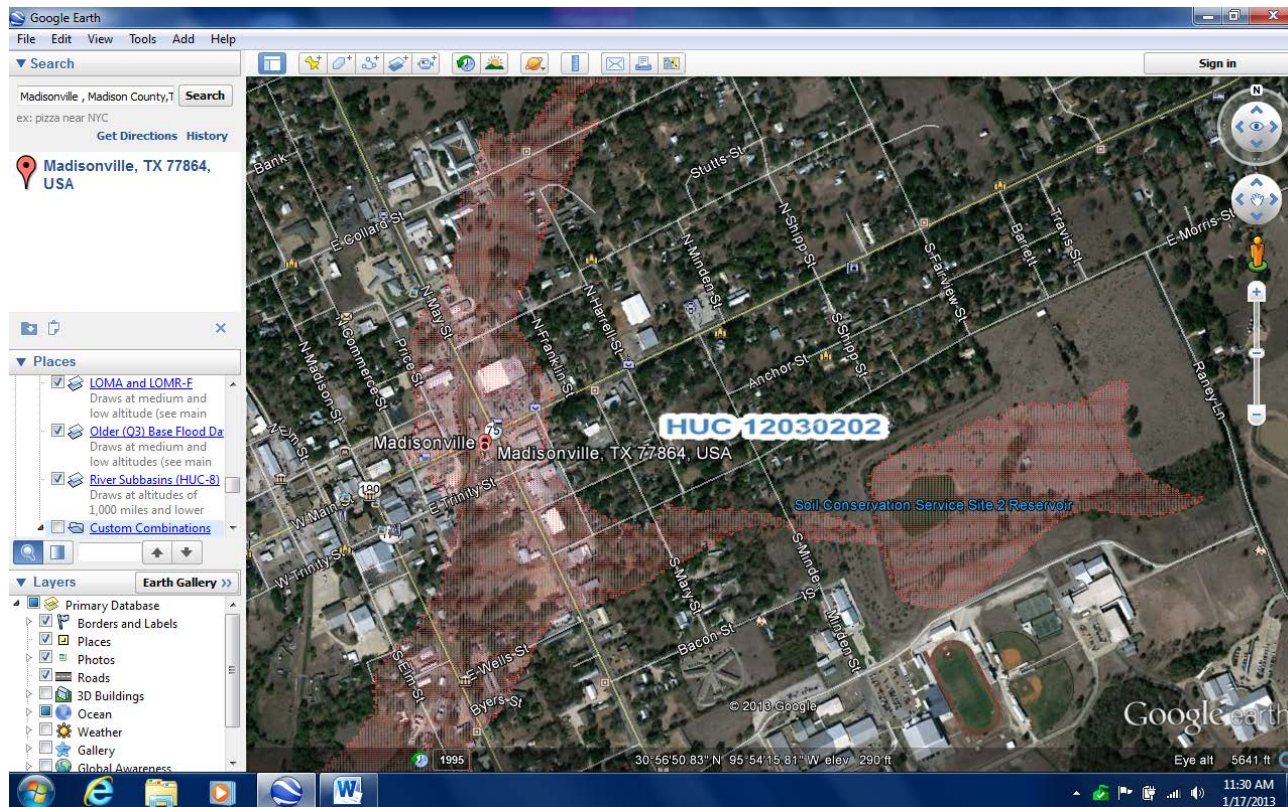 Google Earth
File Edit View Tools Add Help
Search
Madisonville , Madison County,T
Search
ex: pizza near NYC
Get Directions History
Madisonville, TX 77864,
USA
Places
LOMA and LOMR-F
Draws at medium and
low altitude (see main
Older (Q3) Base Flood Da
Draws at medium and
low altitudes (see main
River Subbasins (HUC-8)
Draws at altitudes of
1,000 miles and lower
Custom Combinations
Layers
Earth Gallery >>
Primary Database
Borders and Labels
Places
Photos
Roads
3D Buildings
Ocean
Weather
Gallery
Global Awareness
Sign in
N
Bank
Stutts St
E Collard St
N Shipp St
Travis St
Barrett
E Morris St
N Minden St
S Fairview St
N May St
N Harrell St
N Commerce St
Price St
N Franklin St
S Shipp St
N Madison St
Anchor St
Raney Ln
N Elm St
HUC 12030202
75
Madisonville
Madisonville, TX 77864, USA
190
W Main St
E Trinity St
Soil Conservation Service Site 2 Reservoir
W Trinity St
S Minde
S Mary St
Bacon St
Minden St
E Wells St
S Elm St
Byers St
© 2013 Google
Google earth
1995
30°56'50.83" N 95°54'15.81" W elev 290 ft
Eye alt 5641 ft
11:30 AM
1/17/2013